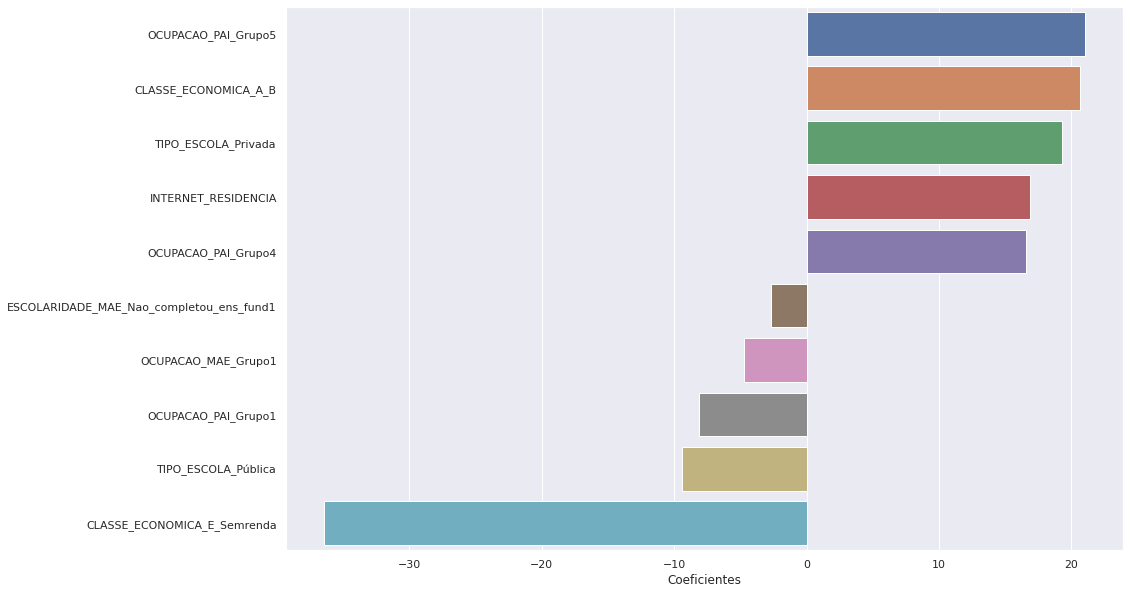 OCUPACAO_PAI_Grupo5
CLASSE_ECONOMICA_A_B
TIPO_ESCOLA_Privada
INTERNET_RESIDENCIA
OCUPACAO_PAI_Grupo4
ESCOLARIDADE_MAE_Nao_completou_ens_fund1
OCUPACAO_MAE_Grupo1
OCUPACAO_PAI_Grupo1
TIPO_ESCOLA_Pública
CLASSE_ECONOMICA_E_Semrenda
−30 −20 −10 0 10 20
Coeficientes